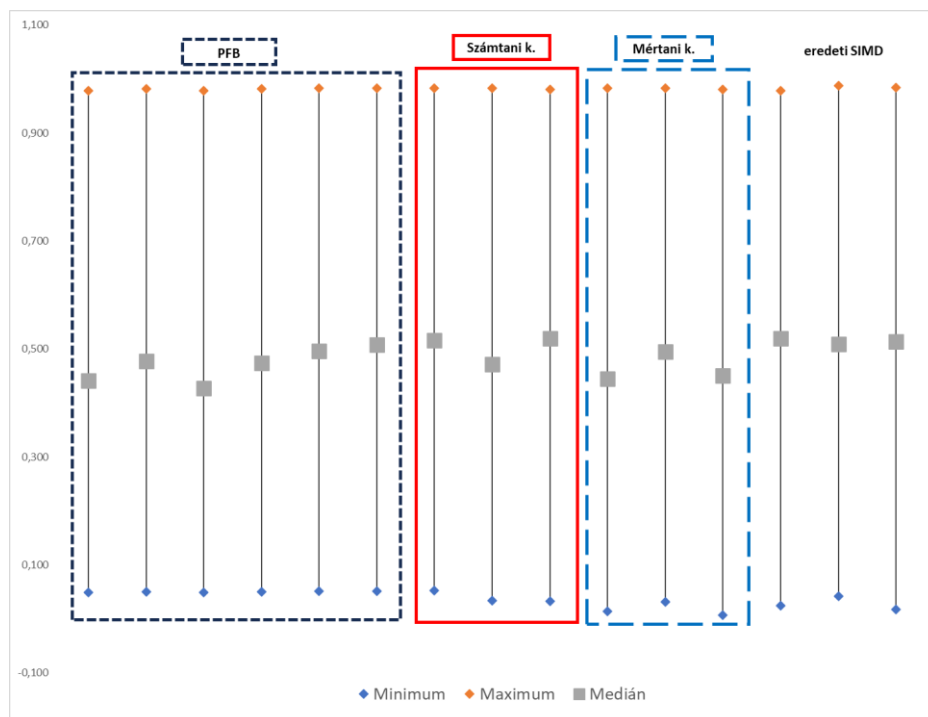 1,100
PFB
Számtani k.
Mértani k.
eredeti SIMD
0,900
0,700
0,500
0,300
0,100
-0,100
Minimum Maximum Medián